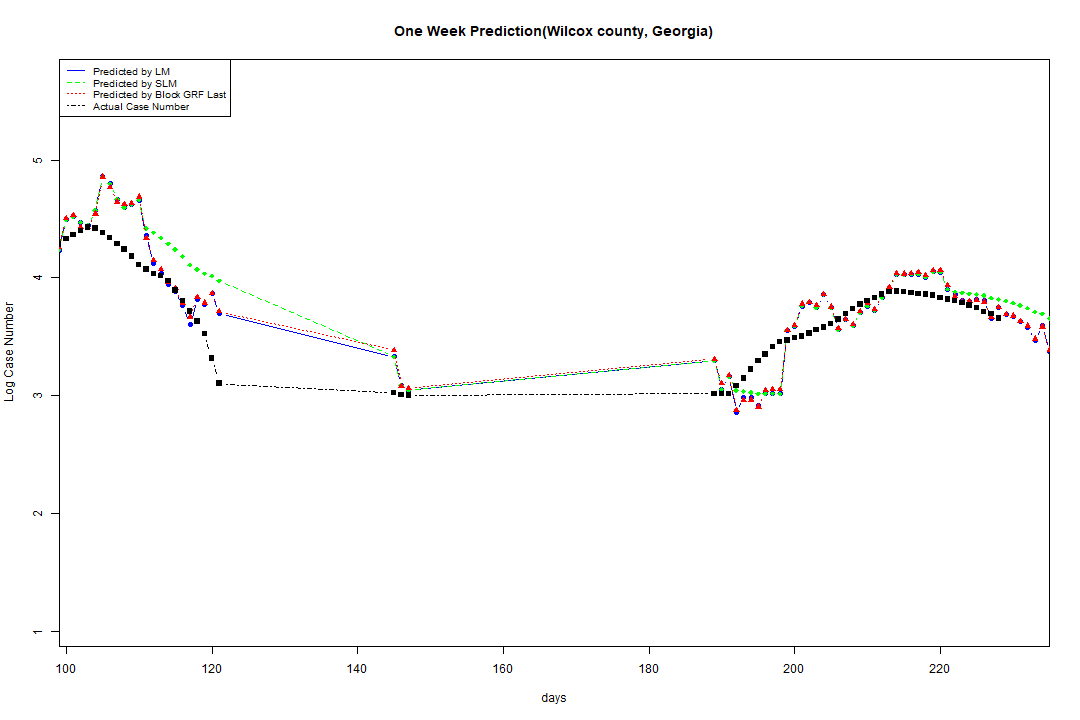 One Week Prediction(Wilcox county, Georgia)
Predicted by LM
Predicted by SLM
Predicted by Block GRF Last
Actual Case Number
5
4
3
2
1
Log Case Number
100 120 140 160 180 200 220
days